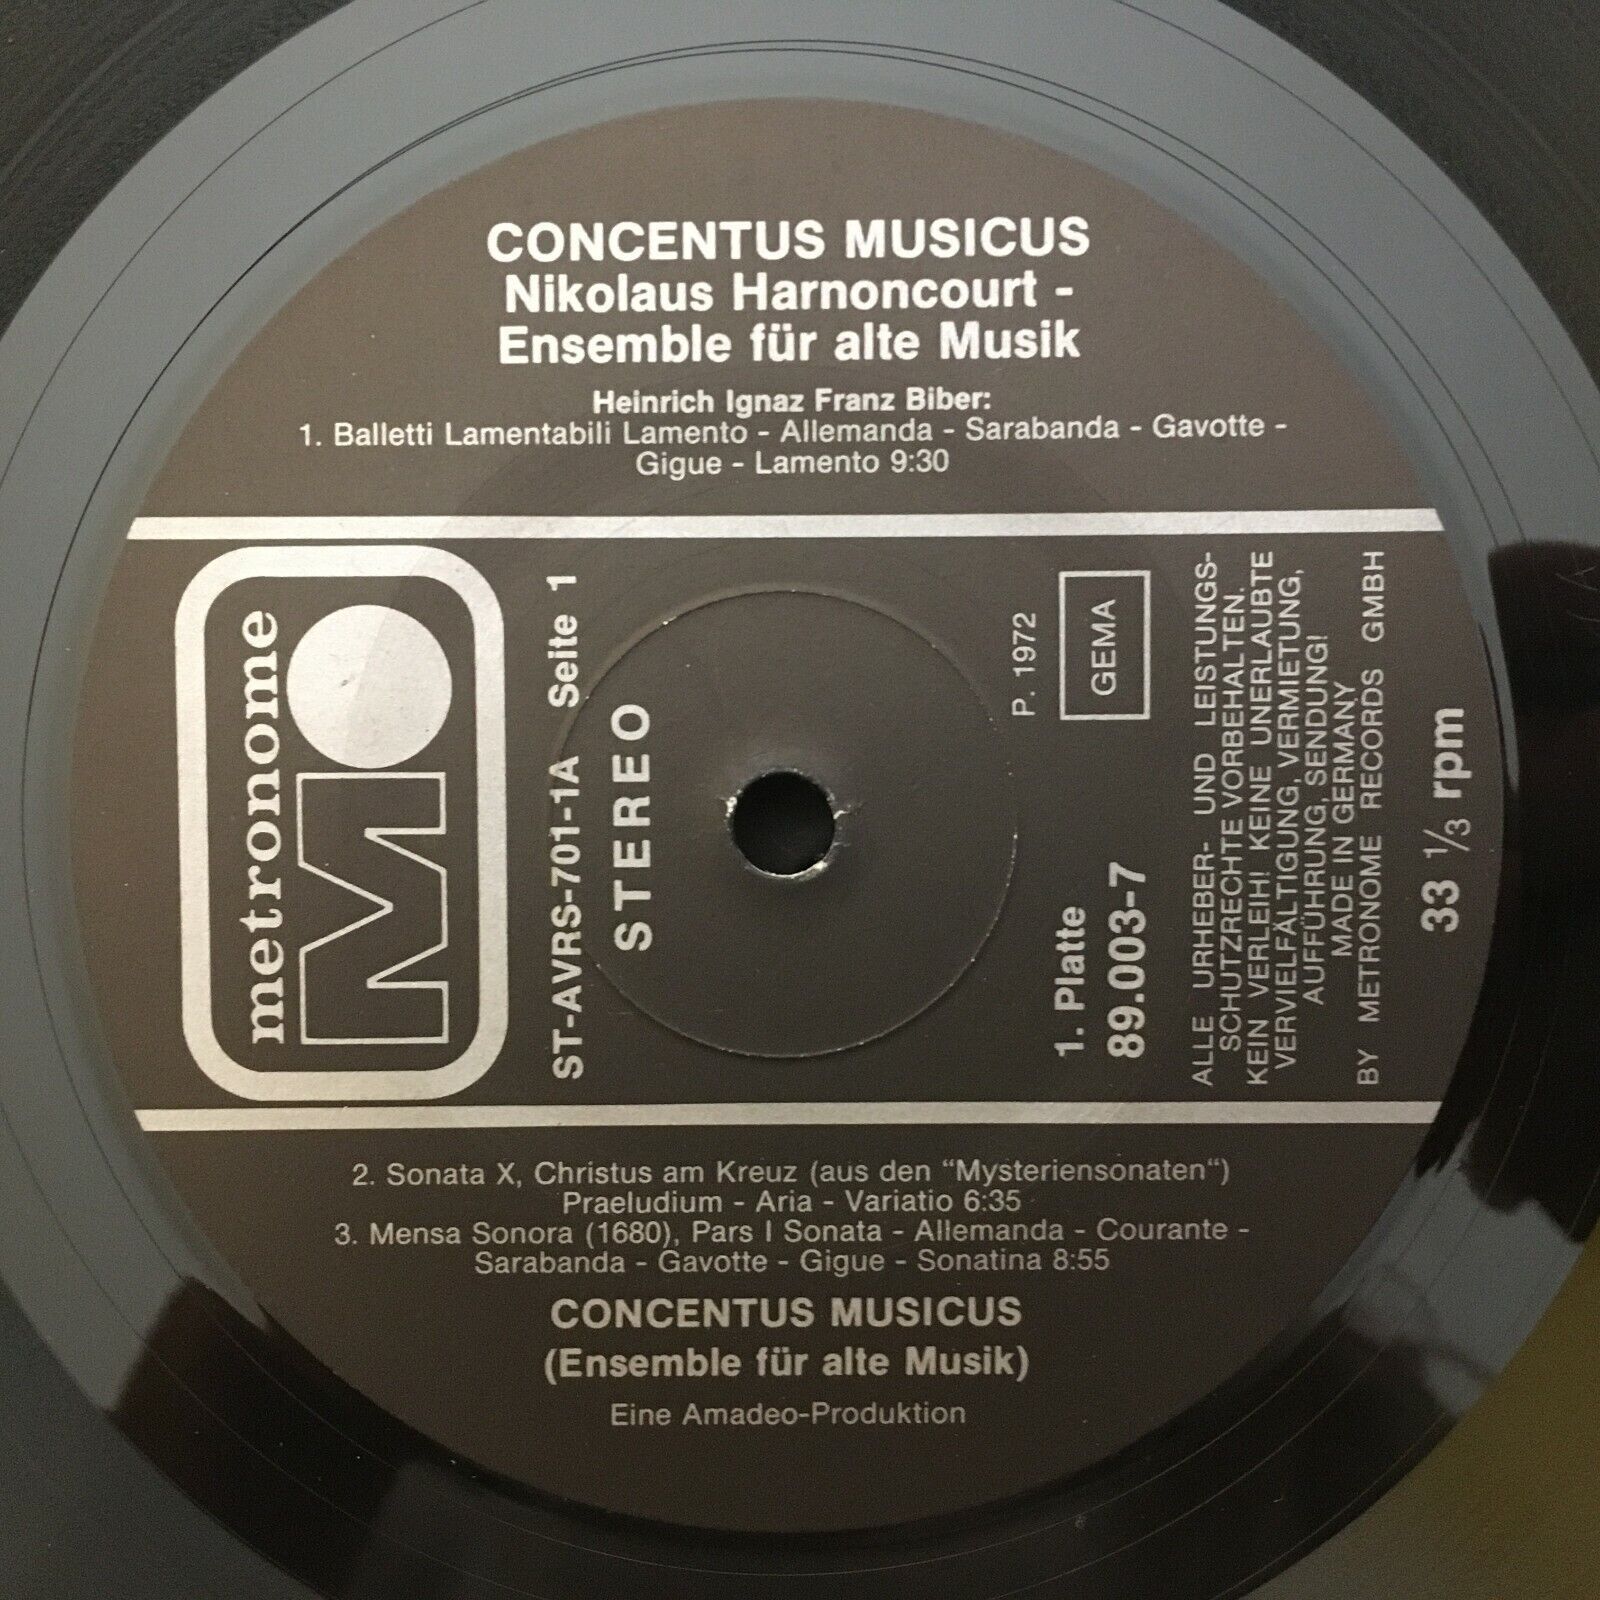 CONCENTUS MUSICUS
Nikolaus Harnoncourt -
Ensemble für alte Musik
Heinrich Ignaz Franz Biber:
1. Balletti Lamentabili Lamento - Allemanda - Sarabanda - Gavotte -
Gigue - Lamento 9:30
metronome
M
ST-AVRS-701-1A Seite 1
STEREO
P. 1972
GEMA
1. Platte
89.003-7
ALLE URHEBER- UND LEISTUNGS-
SCHUTZRECHTE VORBEHALTEN.
KEIN VERLEIH! KEINE UNERLAUBTE
VERVIELFÄLTIGUNG, VERMIETUNG,
AUFFÜHRUNG, SENDUNG!
MADE IN GERMANY
BY METRONOME RECORDS GMBH
33 ⅓ rpm
2. Sonata X, Christus am Kreuz (aus den “Mysteriensonaten“)
Praeludium - Aria - Variatio 6:35
3. Mensa Sonora (1680), Pars I Sonata - Allemanda - Courante -
Sarabanda - Gavotte - Gigue - Sonatina 8:55
CONCENTUS MUSICUS
(Ensemble für alte Musik)
Eine Amadeo-Produktion